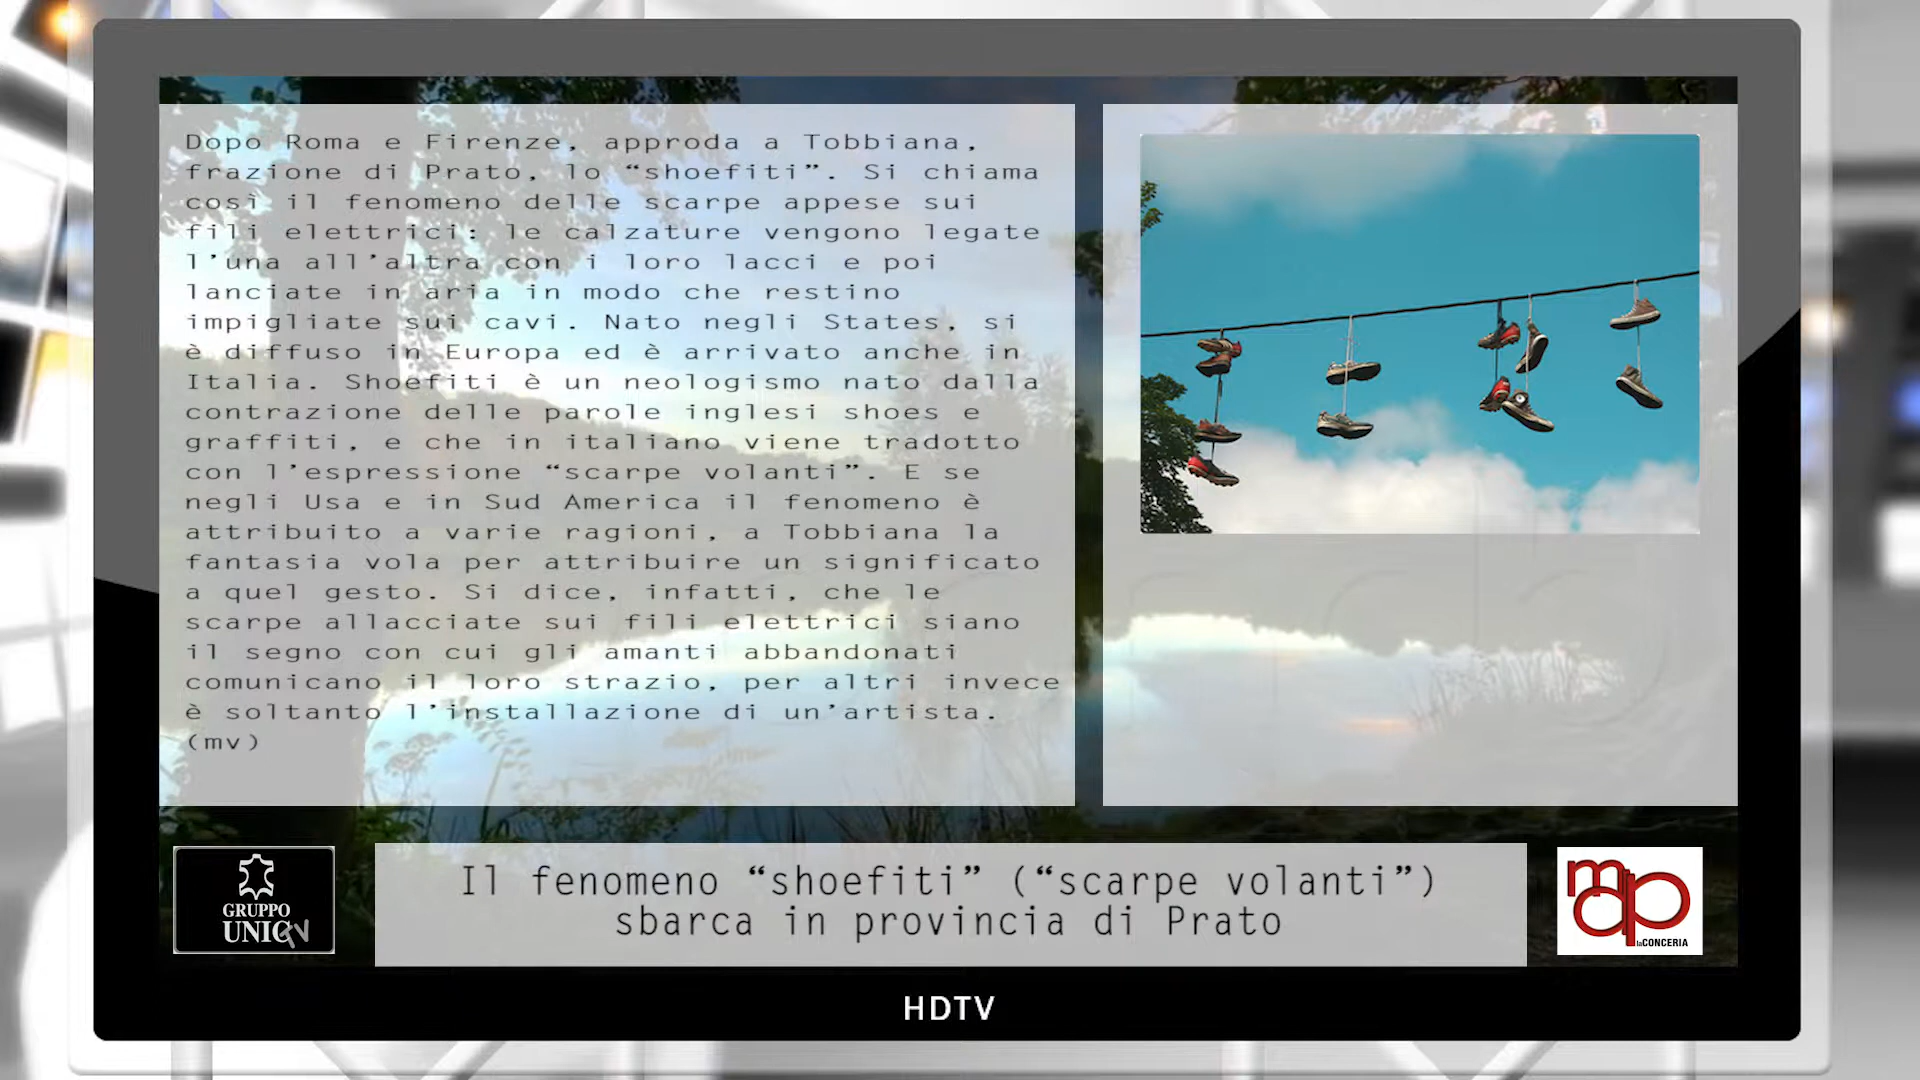 Dopo Roma e Firenze, approda a Tobbiana,
frazione di Prato, lo “shoefiti”. Si chiama
così il fenomeno delle scarpe appese sui
fili elettrici: le calzature vengono legate
l’una all’altra con i loro lacci e poi
lanciate in aria in modo che restino
impigliate sui cavi. Nato negli States, si
è diffuso in Europa ed è arrivato anche in
Italia. Shoefiti è un neologismo nato dalla
contrazione delle parole inglesi shoes e
graffiti, e che in italiano viene tradotto
con l’espressione “scarpe volanti”. E se
negli Usa e in Sud America il fenomeno è
attribuito a varie ragioni, a Tobbiana la
fantasia vola per attribuire un significato
a quel gesto. Si dice, infatti, che le
scarpe allacciate sui fili elettrici siano
il segno con cui gli amanti abbandonati
comunicano il loro strazio, per altri invece
è soltanto l’installazione di un’artista.
(mv)
GRUPPO
UNIC TV
Il fenomeno “shoefiti” (“scarpe volanti”)
sbarca in provincia di Prato
map
laCONCERIA
HDTV